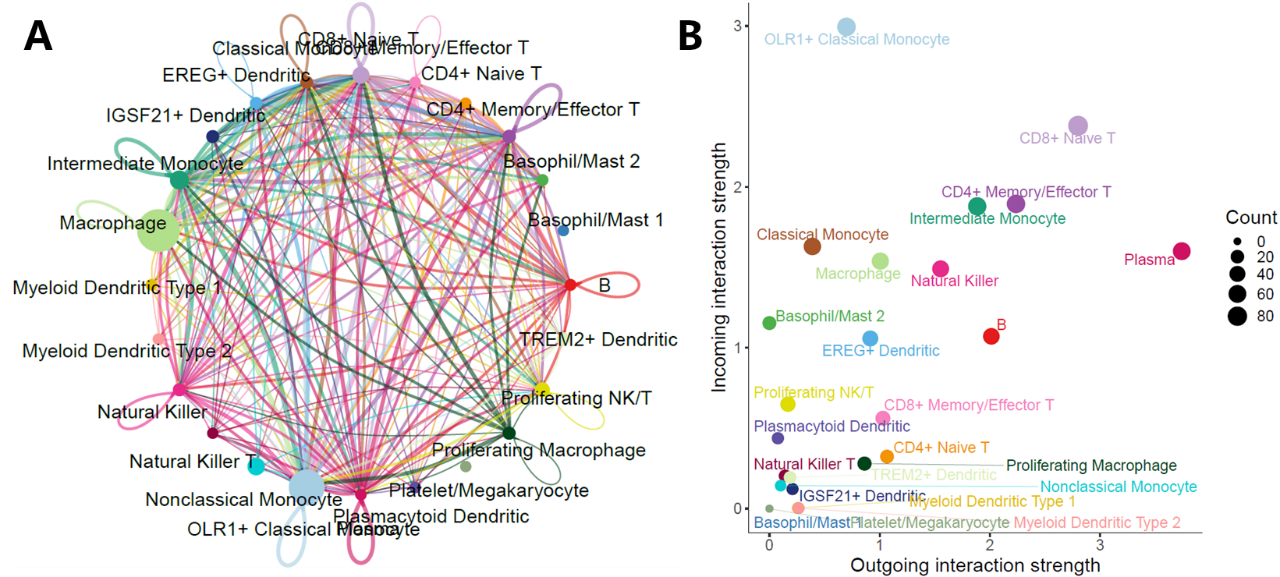 A
CD8+ Naive T
Classical Monocyte
CD8+ Memory/Effector T
EREG+ Dendritic
CD4+ Naive T
IGSF21+ Dendritic
CD4+ Memory/Effector T
Intermediate Monocyte
Basophil/Mast 2
Macrophage
Basophil/Mast 1
Myeloid Dendritic Type 1
B
Myeloid Dendritic Type 2
TREM2+ Dendritic
Natural Killer
Proliferating NK/T
Natural Killer T
Proliferating Macrophage
Nonclassical Monocyte
Platelet/Megakaryocyte
OLR1+ Classical Monocyte
Plasmacytoid Dendritic
Plasma
B
Incoming interaction strength
3
2
1
0
OLR1+ Classical Monocyte
CD8+ Naive T
CD4+ Memory/Effector T
Intermediate Monocyte
Classical Monocyte
Plasma
Macrophage
Natural Killer
Basophil/Mast 2
B
EREG+ Dendritic
Proliferating NK/T
CD8+ Memory/Effector T
Plasmacytoid Dendritic
CD4+ Naive T
Natural Killer T
Proliferating Macrophage
TREM2+ Dendritic
Nonclassical Monocyte
IGSF21+ Dendritic
Myeloid Dendritic Type 1
Basophil/Mast 1
Platelet/Megakaryocyte
Myeloid Dendritic Type 2
0
1
2
3
Outgoing interaction strength
Count
0
20
40
60
80